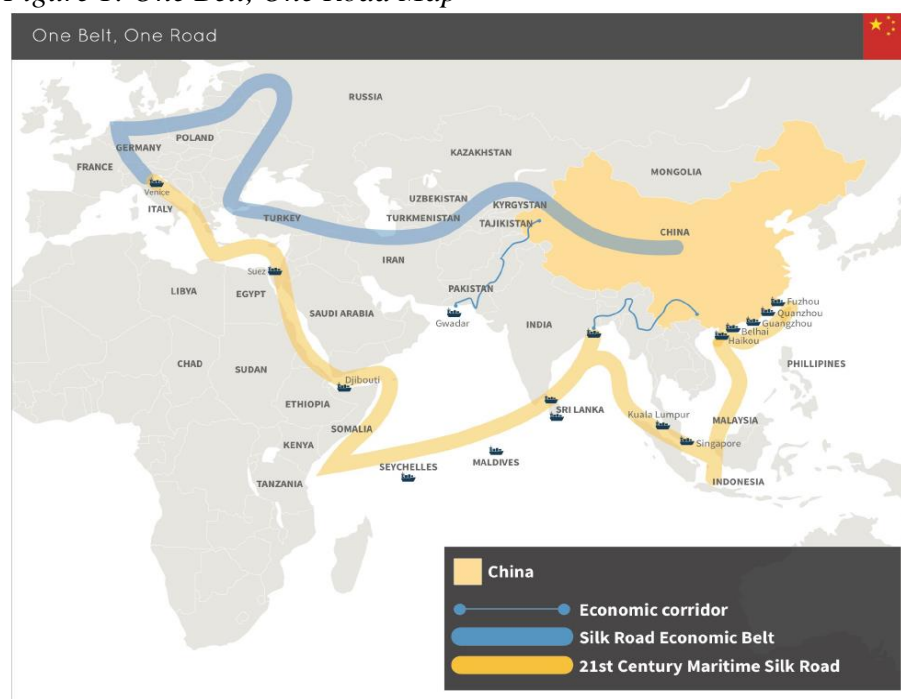 Figure 1: One Belt, One Road Map
One Belt, One Road
RUSSIA
POLAND
GERMANY
FRANCE
KAZAKHSTAN
MONGOLIA
Venice
ITALY
UZBEKISTAN
KYRGYSTAN
TURKEY
TURKMENISTAN
TAJIKISTAN
CHINA
IRAN
Suez
LIBYA
EGYPT
PAKISTAN
SAUDI ARABIA
Gwadar
INDIA
Fuzhou
Quanzhou
Guangzhou
Belhai
Haikou
CHAD
SUDAN
PHILLIPINES
Djibouti
ETHIOPIA
SRI LANKA
Kuala Lumpur
MALAYSIA
SOMALIA
Singapore
KENYA
SEYCHELLES
MALDIVES
TANZANIA
INDONESIA
China
Economic corridor
Silk Road Economic Belt
21st Century Maritime Silk Road